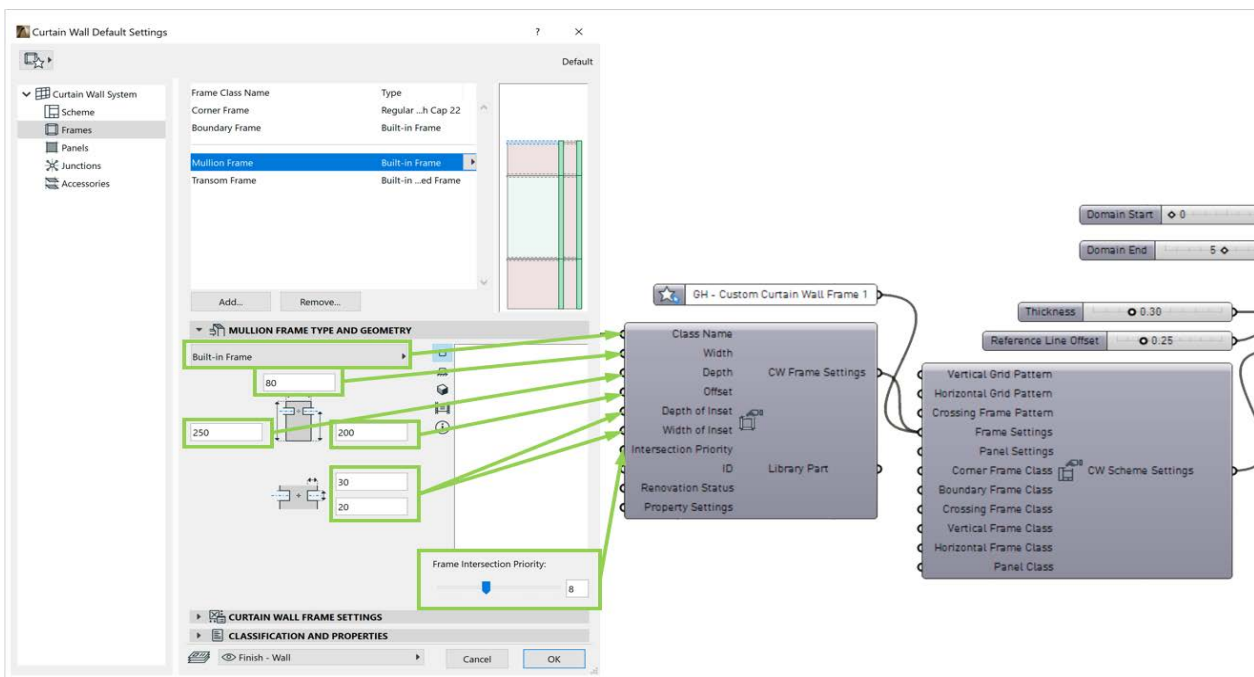 Curtain Wall Default Settings
?
×
Default
Curtain Wall System
Scheme
Frames
Panels
Junctions
Accessories
Frame Class Name Type
Corner Frame Regular ...h Cap 22
Boundary Frame Built-in Frame
Mullion Frame Built-in Frame
Transom Frame Built-in ...ed Frame
Add... Remove...
MULLION FRAME TYPE AND GEOMETRY
Built-in Frame
80
250
200
30
20
Frame Intersection Priority:
8
CURTAIN WALL FRAME SETTINGS
CLASSIFICATION AND PROPERTIES
Finish - Wall
Cancel
OK
GH - Custom Curtain Wall Frame 1
Class Name
Width
Depth
Offset
Depth of Inset
Width of Inset
Intersection Priority
ID
Renovation Status
Property Settings
CW Frame Settings
Library Part
Domain Start 0
Domain End 5
Thickness 0.30
Reference Line Offset 0.25
Vertical Grid Pattern
Horizontal Grid Pattern
Crossing Frame Pattern
Frame Settings
Panel Settings
Corner Frame Class
Boundary Frame Class
Crossing Frame Class
Vertical Frame Class
Horizontal Frame Class
Panel Class
CW Scheme Settings